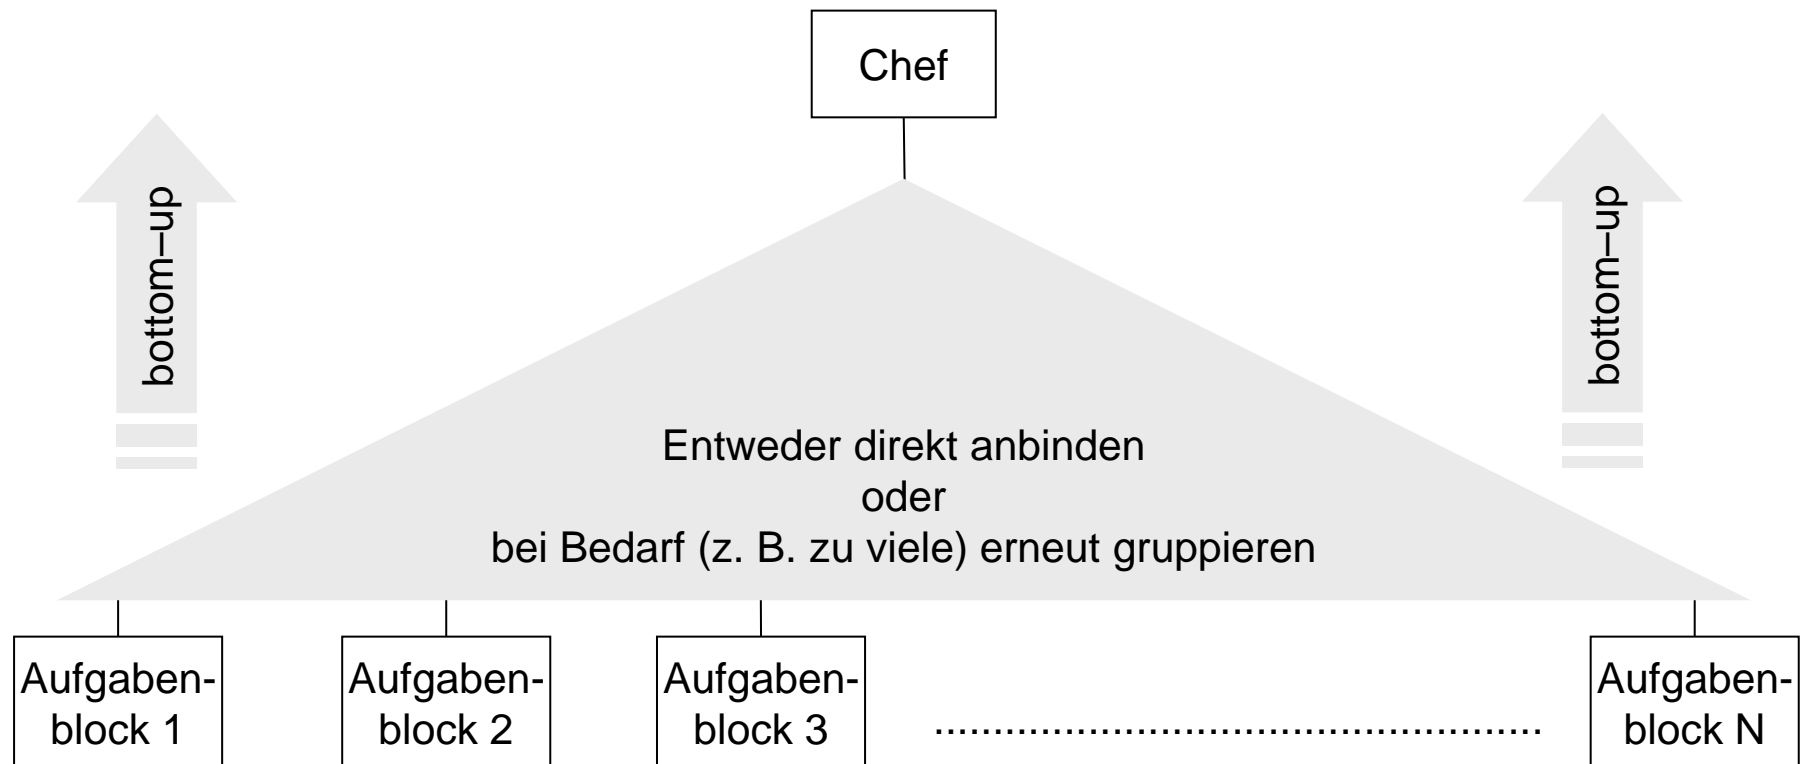 Chef
bottom–up
bottom–up
Entweder direkt anbinden
oder
bei Bedarf (z. B. zu viele) erneut gruppieren
Aufgaben-
block 1
Aufgaben-
block 2
Aufgaben-
block 3
Aufgaben-
block N